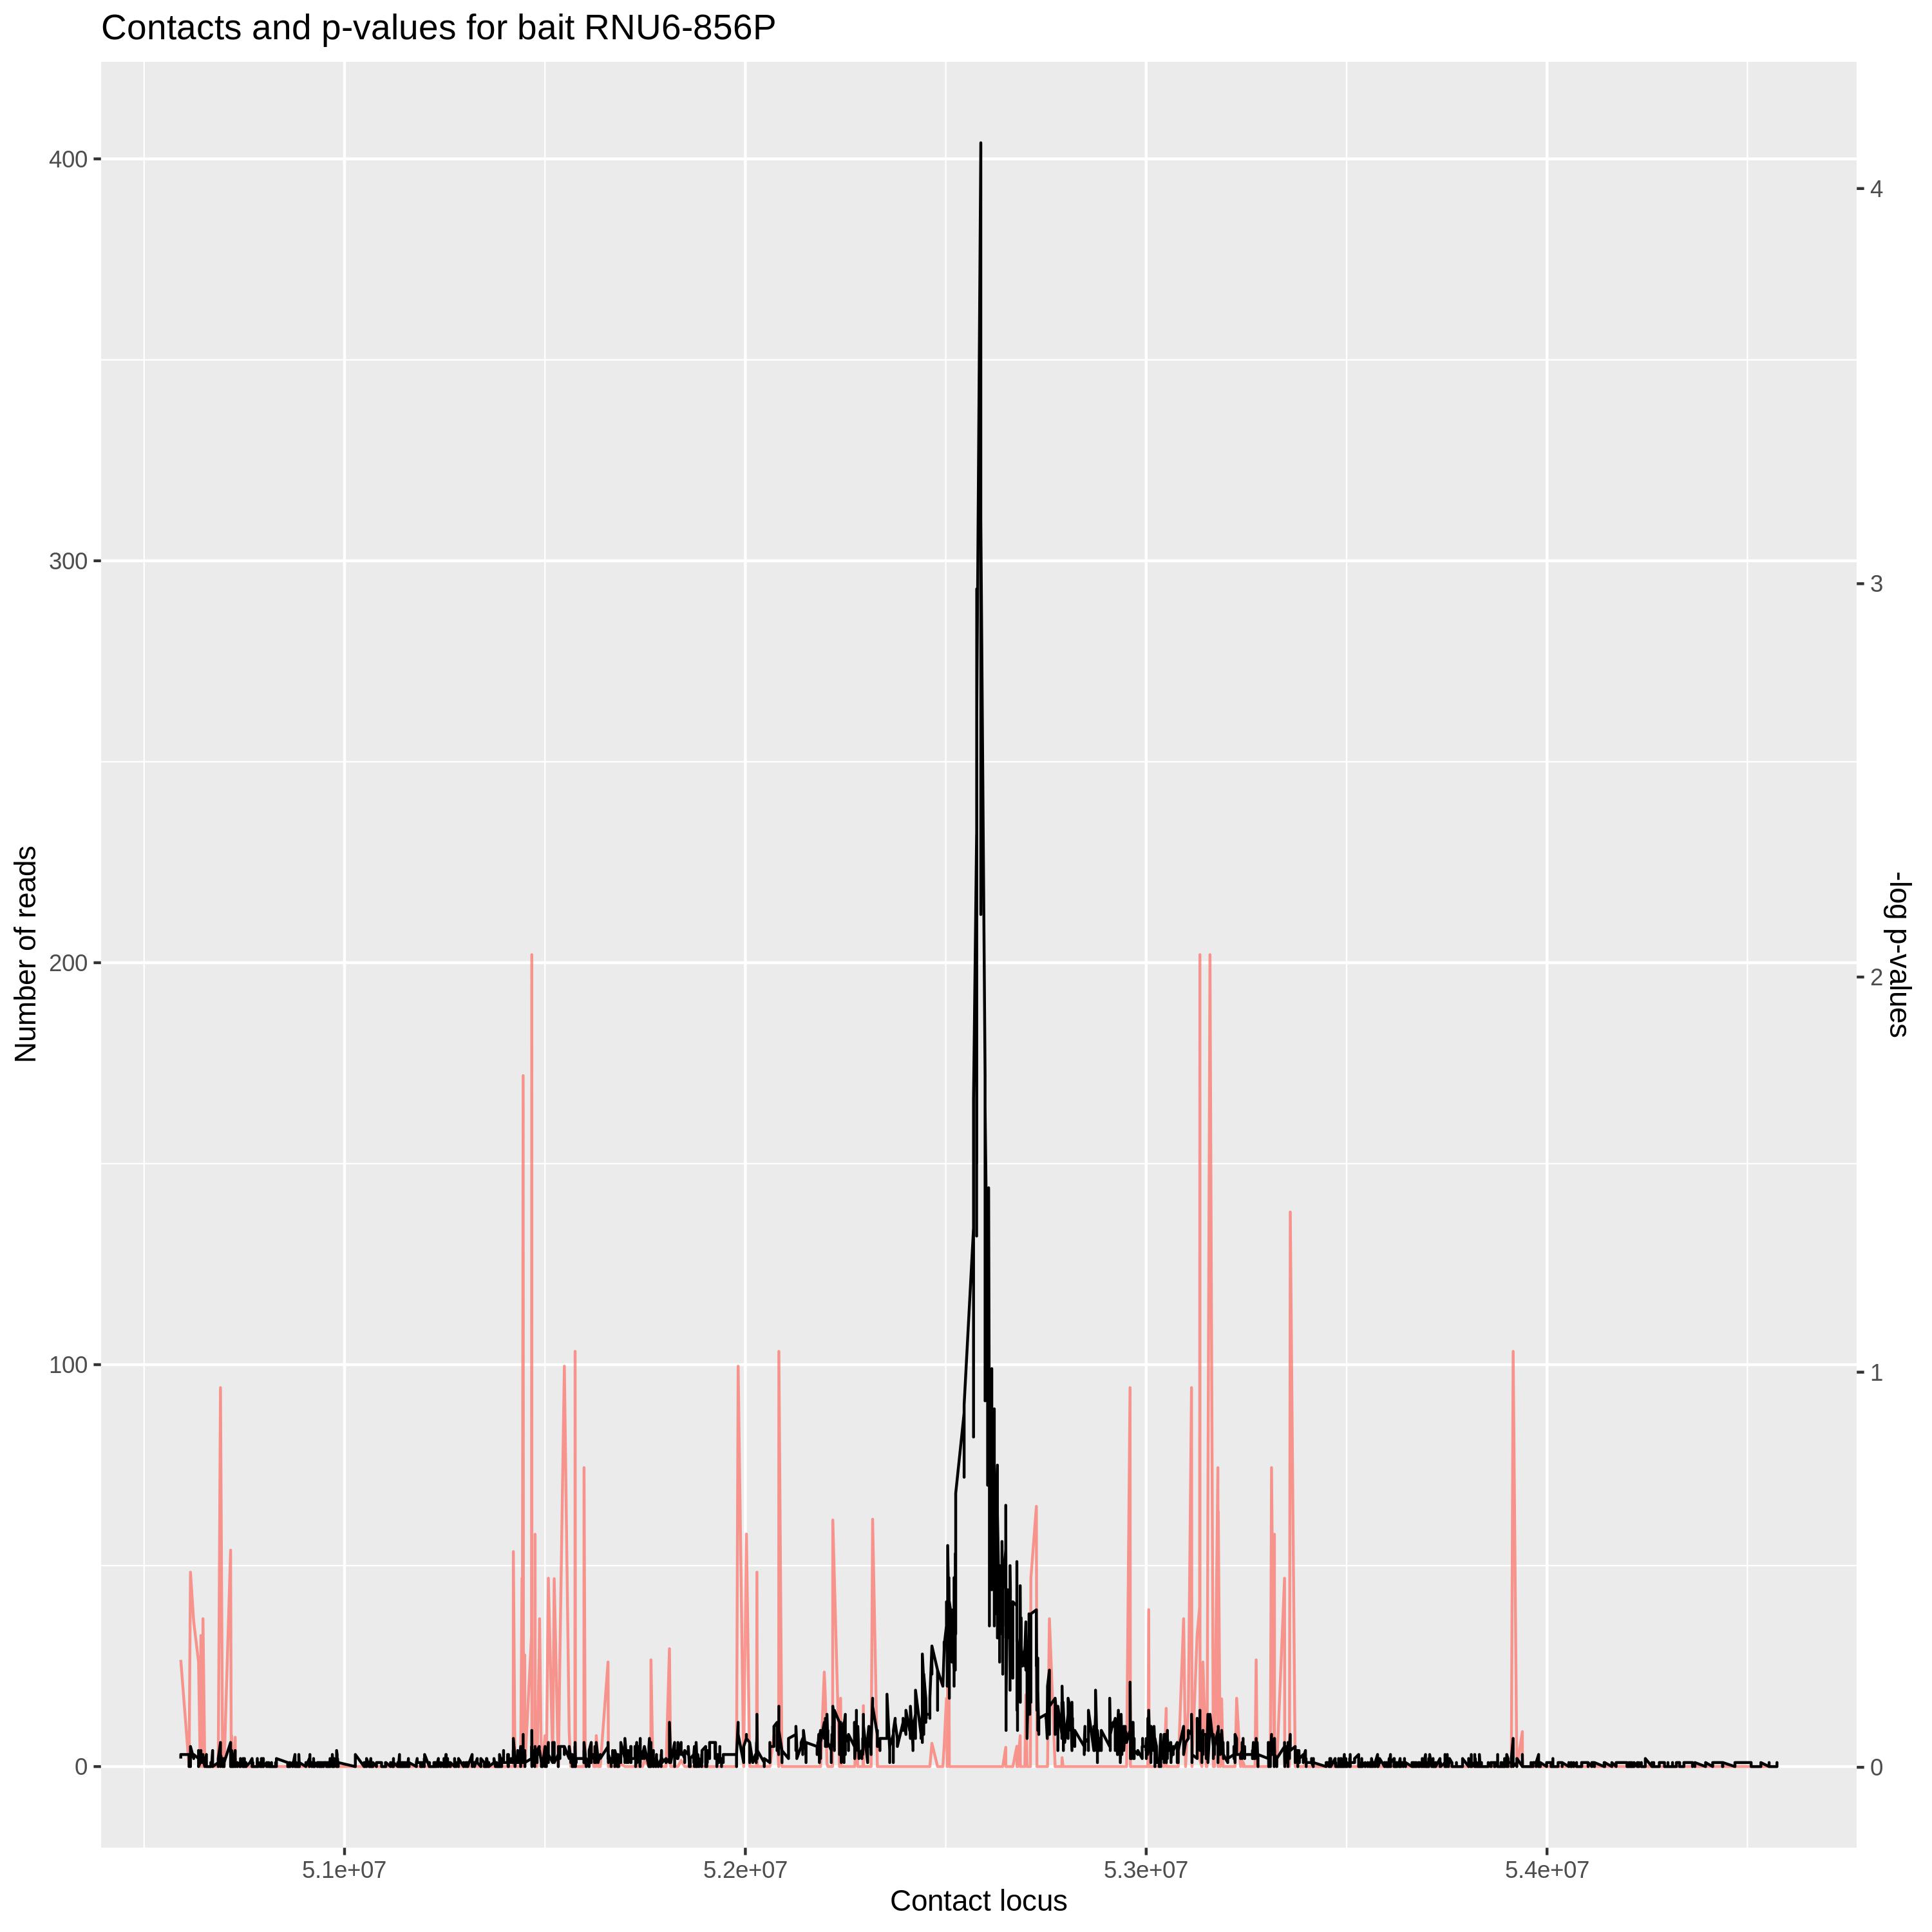 Contacts and p-values for bait RNU6-856P
400
300
200
100
0
Number of reads
4
3
2
1
0
-log p-values
5.1e+07
5.2e+07
5.3e+07
5.4e+07
Contact locus